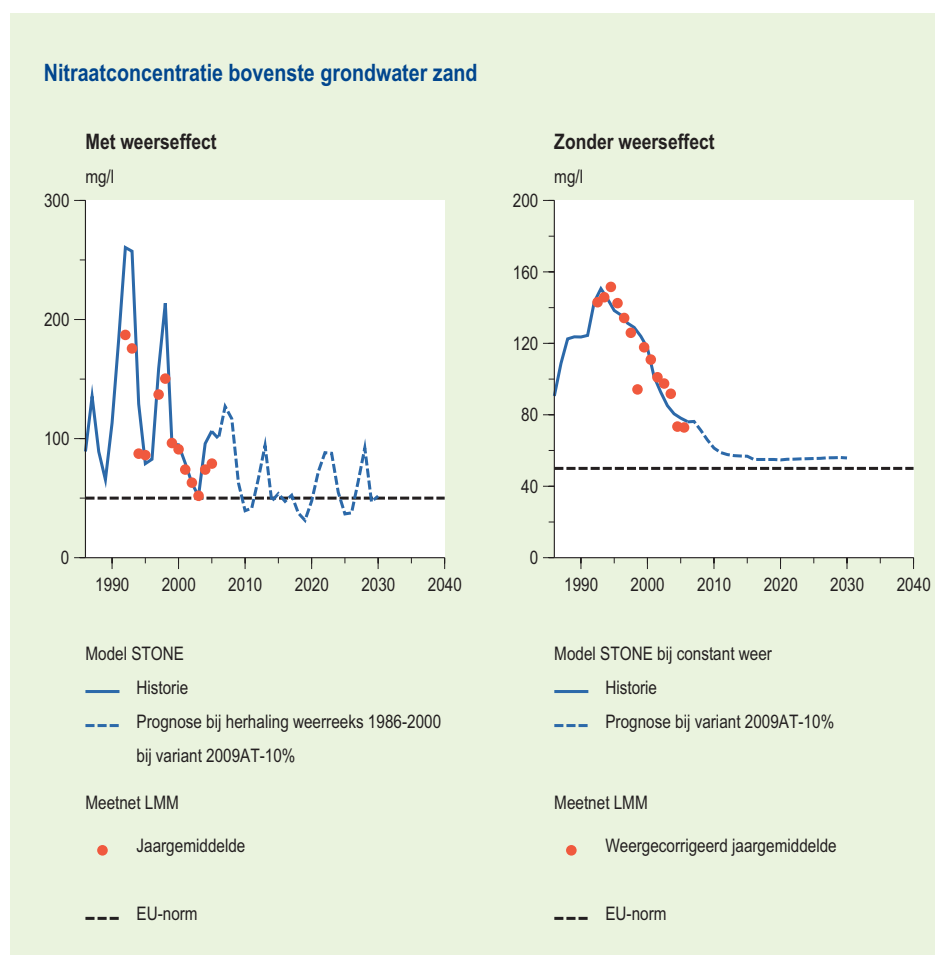 Nitraatconcentratie bovenste grondwater zand
Met weerseffect
mg/l
300
200
100
0
1990 2000 2010 2020 2030 2040
Model STONE
Historie
Prognose bij herhaling weerreeks 1986-2000
bij variant 2009AT-10%
Meetnet LMM
Jaargemiddelde
EU-norm
Zonder weerseffect
mg/l
200
160
120
80
40
0
1990 2000 2010 2020 2030 2040
Model STONE bij constant weer
Historie
Prognose bij variant 2009AT-10%
Meetnet LMM
Weergecorrigeerd jaargemiddelde
EU-norm